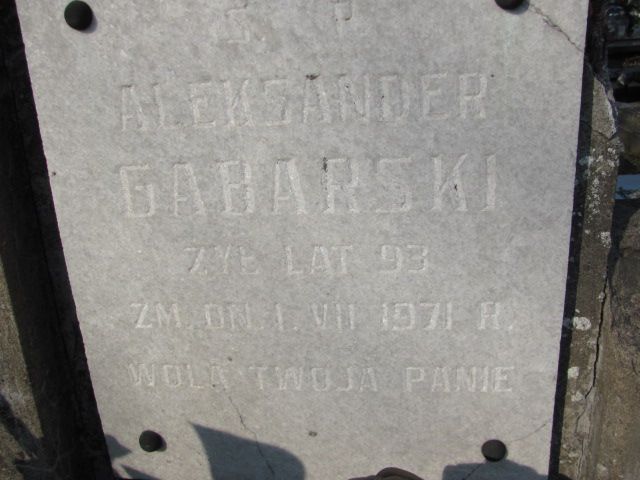 Ś P
ALEKSANDER
GABARSKI
ŻYŁ LAT 93
ZM. DN. 1. VII 1971 R.
WOLA TWOJA PANIE